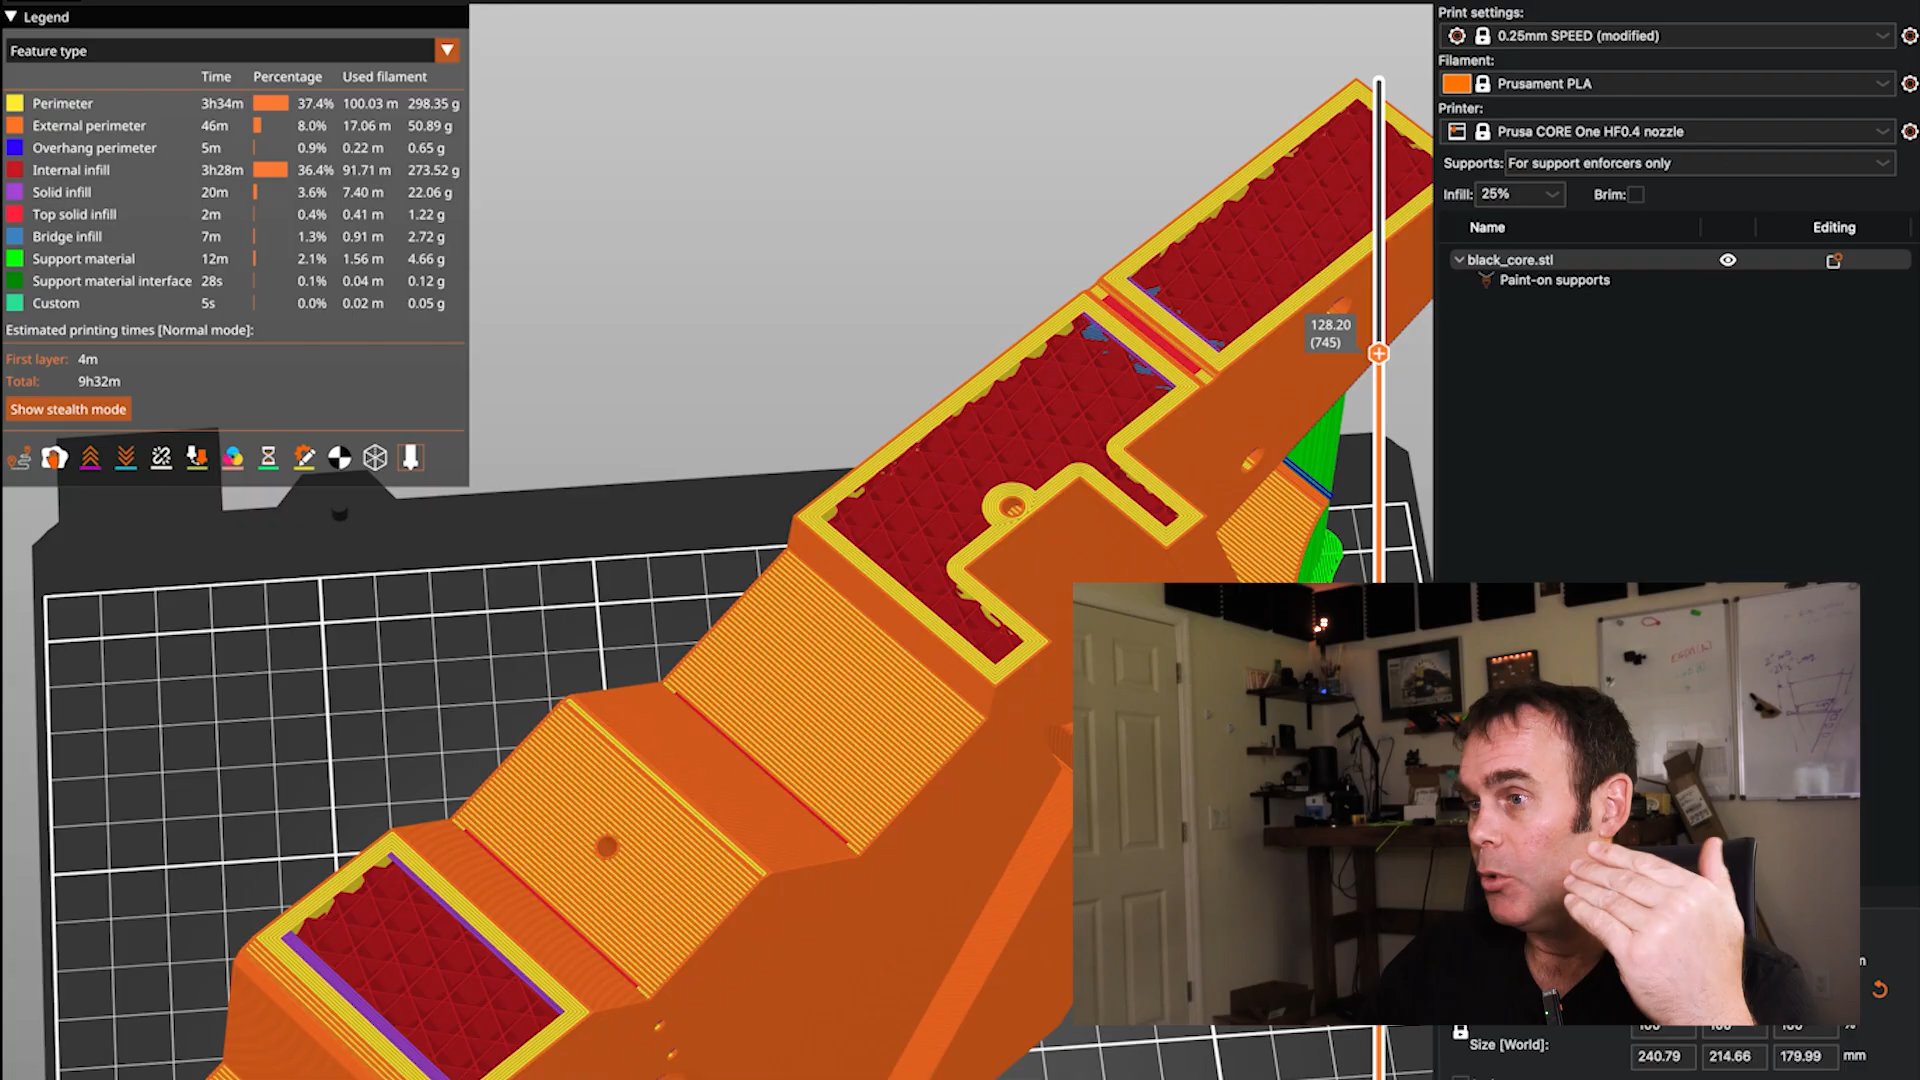 Legend
Feature type
Time Percentage Used filament
Perimeter 3h34m 37.4% 100.03 m 298.35 g
External perimeter 46m 8.0% 17.06 m 50.89 g
Overhang perimeter 5m 0.9% 0.22 m 0.65 g
Internal infill 3h28m 36.4% 91.71 m 273.52 g
Solid infill 20m 3.6% 7.40 m 22.06 g
Top solid infill 2m 0.4% 0.41 m 1.22 g
Bridge infill 7m 1.3% 0.91 m 2.72 g
Support material 12m 2.1% 1.56 m 4.66 g
Support material interface 28s 0.1% 0.04 m 0.12 g
Custom 5s 0.0% 0.02 m 0.05 g
Estimated printing times [Normal mode]:
First layer: 4m
Total: 9h32m
Show stealth mode
128.20
(745)
Print settings:
0.25mm SPEED (modified)
Filament:
Prusament PLA
Printer:
Prusa CORE One HF0.4 nozzle
Supports: For support enforcers only
Infill: 25% Brim:
Name Editing
black_core.stl
Paint-on supports
Size [World]:
240.79 214.66 179.99 mm